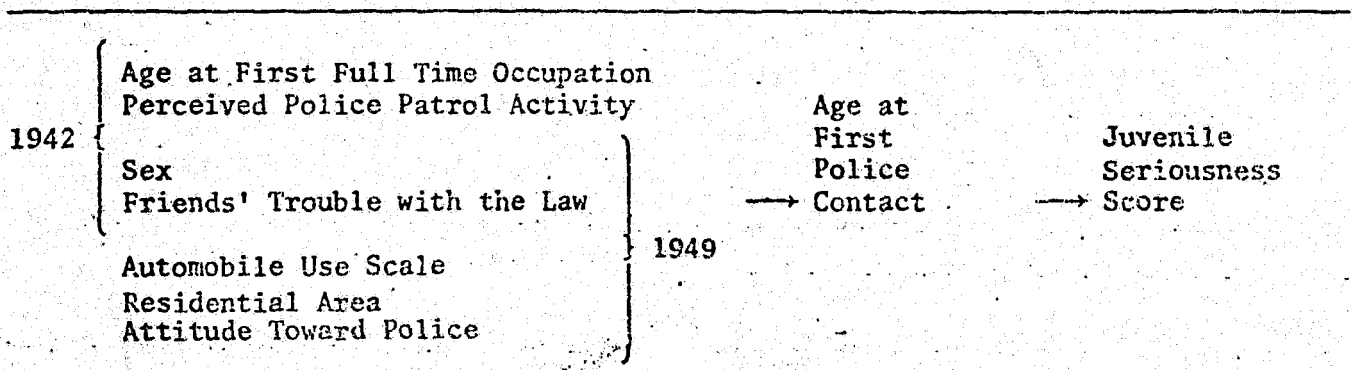 Age at First Full Time Occupation
Perceived Police Patrol Activity
1942 {
Sex
Friends' Trouble with the Law
} 1949
Automobile Use Scale
Residential Area
Attitude Toward Police
Age at
First
Police
→ Contact
Juvenile
Seriousness
→ Score